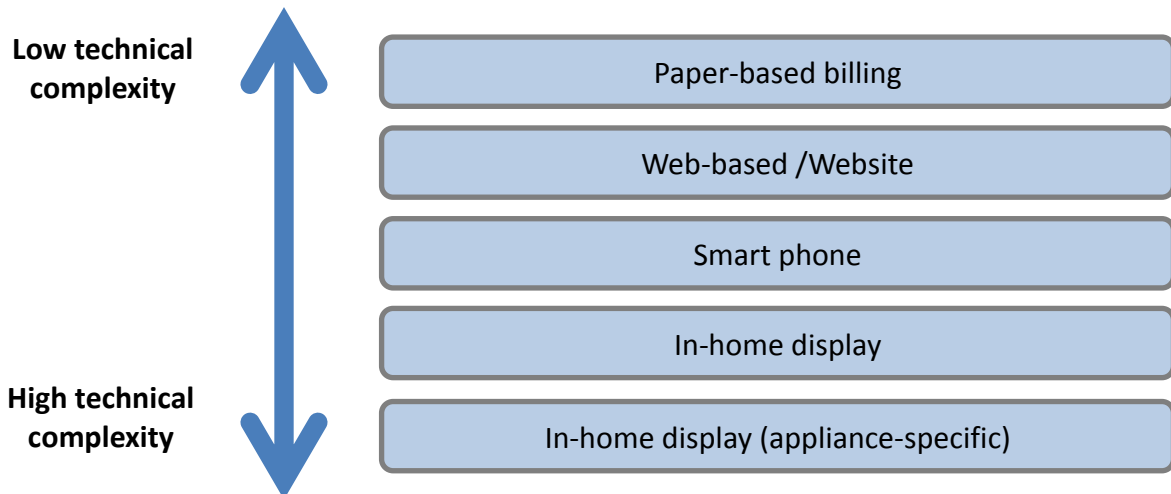 Low technical
complexity
Paper-based billing
Web-based /Website
Smart phone
In-home display
High technical
complexity
In-home display (appliance-specific)